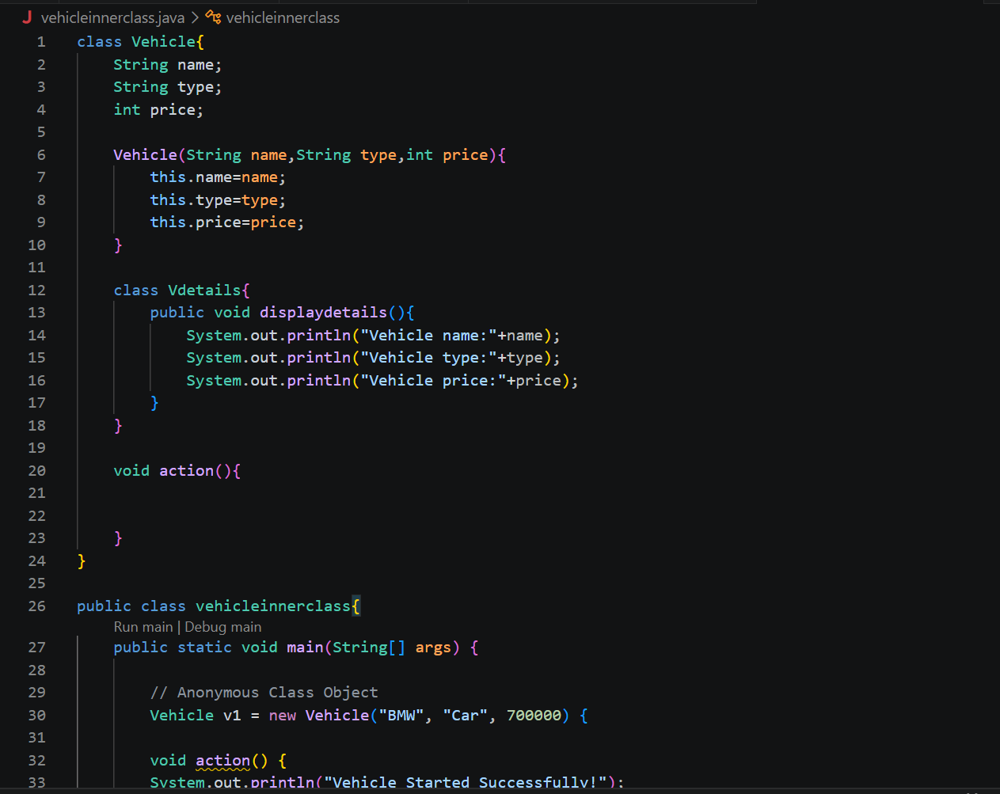 vehicleinnerclass.java > vehicleinnerclass
1 class Vehicle{
2 String name;
3 String type;
4 int price;
5
6 Vehicle(String name,String type,int price){
7 this.name=name;
8 this.type=type;
9 this.price=price;
10 }
11
12 class Vdetails{
13 public void displaydetails(){
14 System.out.println("Vehicle name:"+name);
15 System.out.println("Vehicle type:"+type);
16 System.out.println("Vehicle price:"+price);
17 }
18 }
19
20 void action(){
21
22
23 }
24 }
25
26 public class vehicleinnerclass{
Run main | Debug main
27 public static void main(String[] args) {
28
29 // Anonymous Class Object
30 Vehicle v1 = new Vehicle("BMW", "Car", 700000) {
31
32 void action() {
33 System.out.println("Vehicle Started Successfully!");